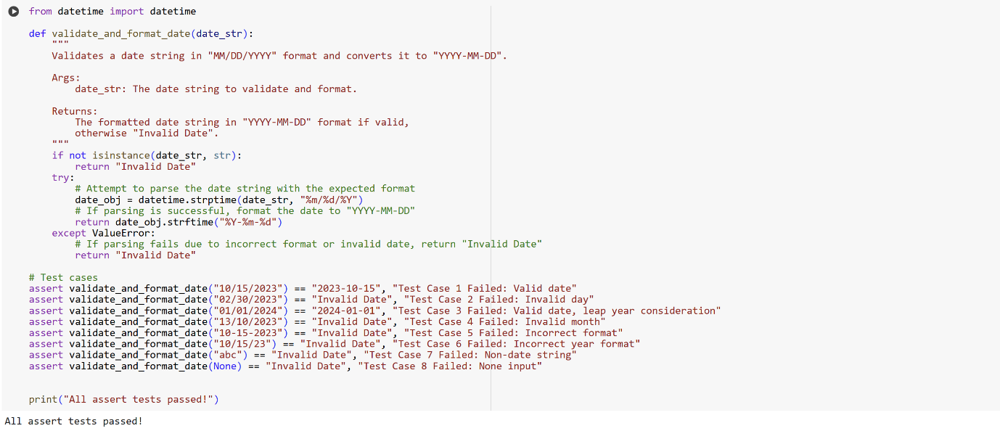 from datetime import datetime

def validate_and_format_date(date_str):
    """
    Validates a date string in "MM/DD/YYYY" format and converts it to "YYYY-MM-DD".

    Args:
        date_str: The date string to validate and format.

    Returns:
        The formatted date string in "YYYY-MM-DD" format if valid,
        otherwise "Invalid Date".
    """
    if not isinstance(date_str, str):
        return "Invalid Date"
    try:
        # Attempt to parse the date string with the expected format
        date_obj = datetime.strptime(date_str, "%m/%d/%Y")
        # If parsing is successful, format the date to "YYYY-MM-DD"
        return date_obj.strftime("%Y-%m-%d")
    except ValueError:
        # If parsing fails due to incorrect format or invalid date, return "Invalid Date"
        return "Invalid Date"

# Test cases
assert validate_and_format_date("10/15/2023") == "2023-10-15", "Test Case 1 Failed: Valid date"
assert validate_and_format_date("02/30/2023") == "Invalid Date", "Test Case 2 Failed: Invalid day"
assert validate_and_format_date("01/01/2024") == "2024-01-01", "Test Case 3 Failed: Valid date, leap year consideration"
assert validate_and_format_date("13/10/2023") == "Invalid Date", "Test Case 4 Failed: Invalid month"
assert validate_and_format_date("10-15-2023") == "Invalid Date", "Test Case 5 Failed: Incorrect format"
assert validate_and_format_date("10/15/23") == "Invalid Date", "Test Case 6 Failed: Incorrect year format"
assert validate_and_format_date("abc") == "Invalid Date", "Test Case 7 Failed: Non-date string"
assert validate_and_format_date(None) == "Invalid Date", "Test Case 8 Failed: None input"

print("All assert tests passed!")
All assert tests passed!